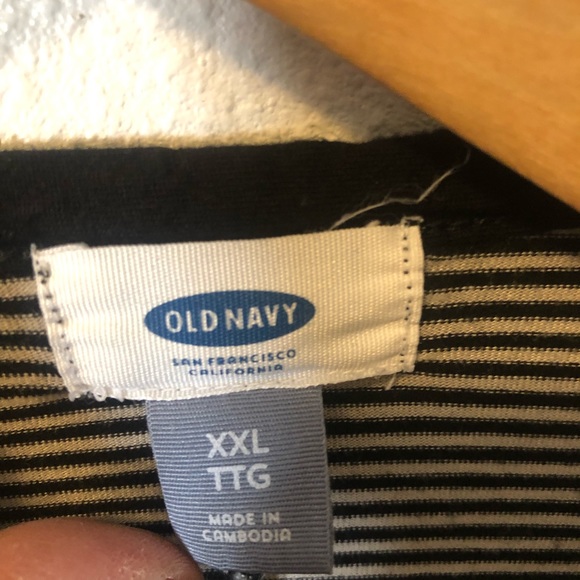 OLD NAVY
SAN FRANCISCO
CALIFORNIA
XXL
TTG
MADE IN
CAMBODIA